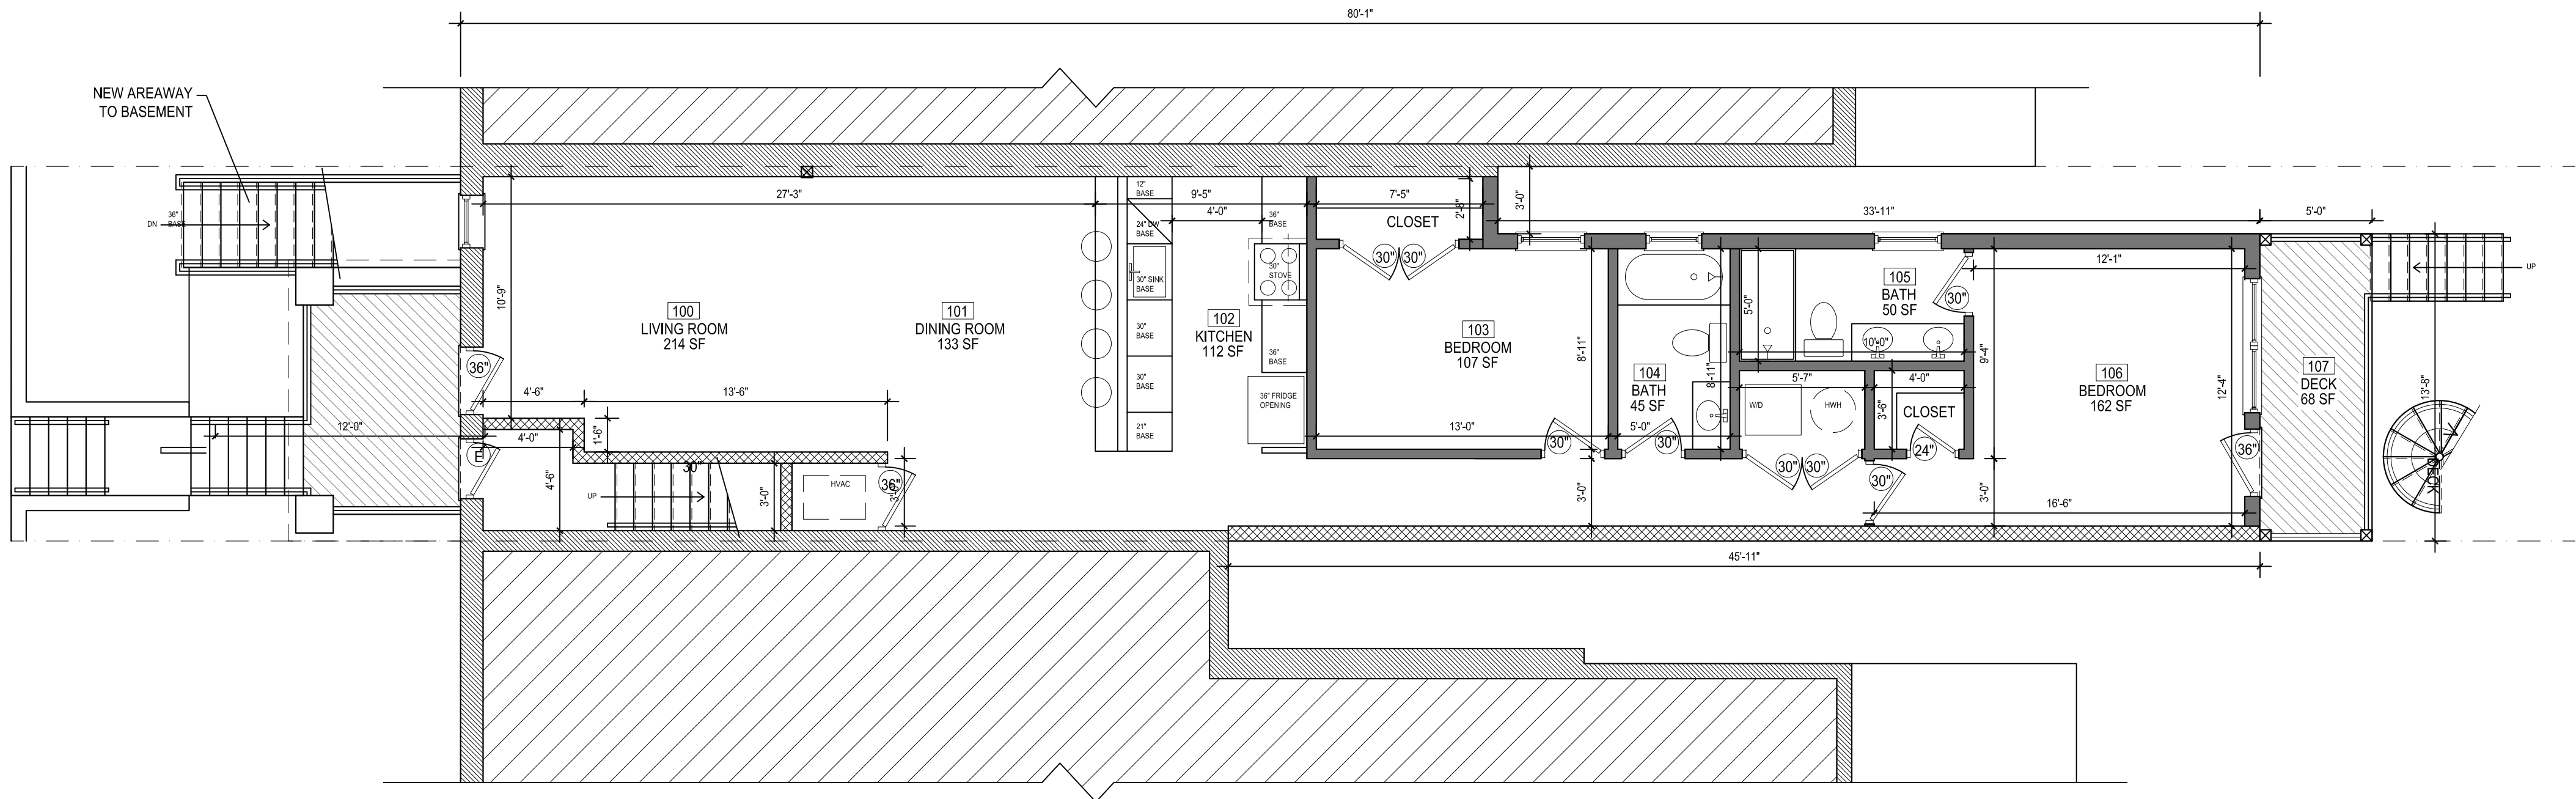 80'-1"
NEW AREAWAY
TO BASEMENT
DN
36"
BASE
27'-3"
9'-5"
4'-0"
7'-5"
2'-8"
3'-0"
33'-11"
5'-0"
12"
BASE
24" DW
BASE
30" SINK
BASE
30"
BASE
30"
BASE
21"
BASE
36"
BASE
30"
STOVE
36"
BASE
36" FRIDGE
OPENING
10'-9"
100
LIVING ROOM
214 SF
101
DINING ROOM
133 SF
102
KITCHEN
112 SF
CLOSET
30"
30"
103
BEDROOM
107 SF
8'-11"
104
BATH
45 SF
8'-11"
5'-0"
105
BATH
50 SF
30"
10'-0"
12'-1"
9'-4"
106
BEDROOM
162 SF
12'-4"
107
DECK
68 SF
13'-8"
UP
DECK
36"
36"
4'-6"
13'-6"
12'-0"
4'-0"
1'-6"
E
4'-6"
30"
UP
3'-0"
HVAC
36"
3'-0"
13'-0"
5'-0"
30"
30"
5'-7"
W/D
HWH
3'-6"
4'-0"
CLOSET
24"
30"
30"
30"
3'-0"
3'-0"
16'-6"
45'-11"